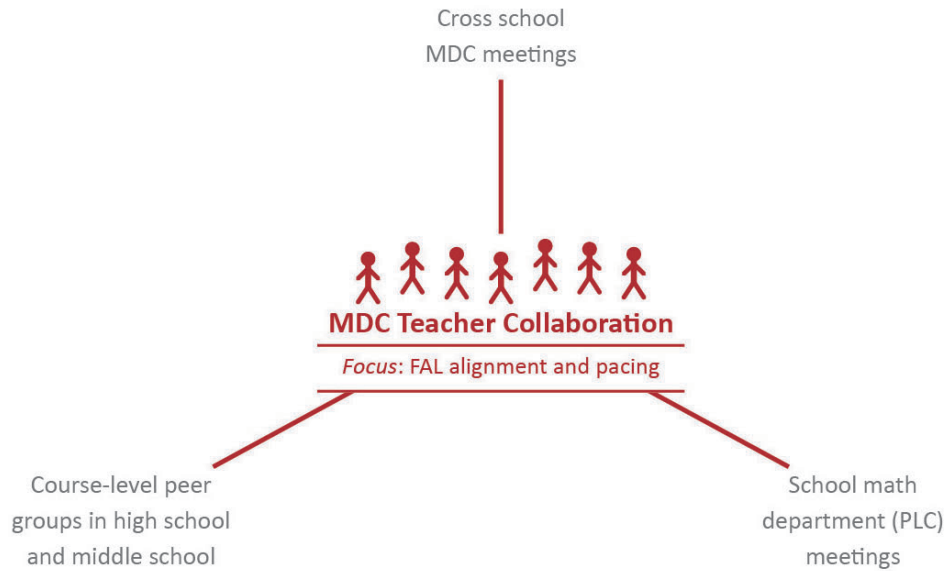 Cross school
MDC meetings
MDC Teacher Collaboration
Focus: FAL alignment and pacing
Course-level peer
groups in high school
and middle school
School math
department (PLC)
meetings